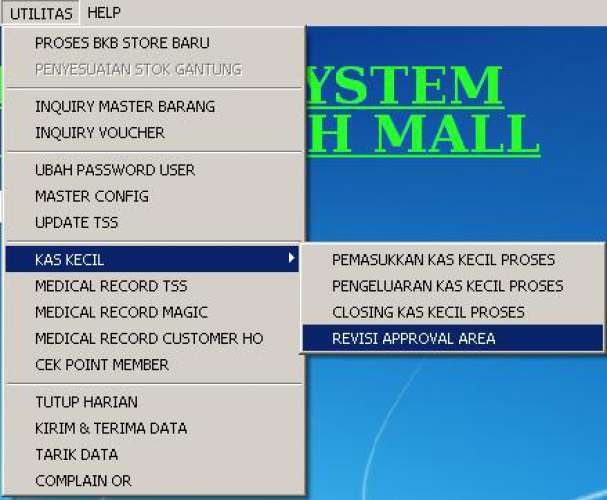 UTILITAS HELP
PROSES BKB STORE BARU
PENYESUAIAN STOK GANTUNG
YSTEM
INQUIRY MASTER BARANG
INQUIRY VOUCHER
H MALL
UBAH PASSWORD USER
MASTER CONFIG
UPDATE TSS
KAS KECIL
PEMASUKKAN KAS KECIL PROSES
PENGELUARAN KAS KECIL PROSES
CLOSING KAS KECIL PROSES
REVISI APPROVAL AREA
MEDICAL RECORD TSS
MEDICAL RECORD MAGIC
MEDICAL RECORD CUSTOMER HO
CEK POINT MEMBER
TUTUP HARIAN
KIRIM & TERIMA DATA
TARIK DATA
COMPLAIN OR